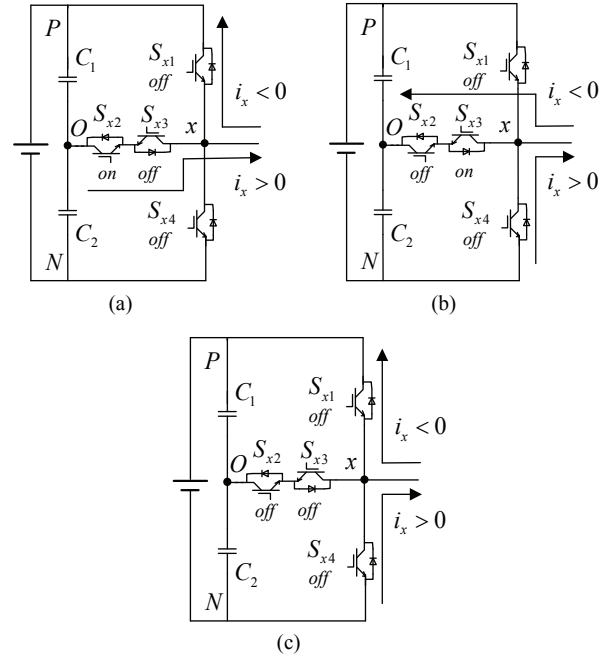 P
C₁
Sₓ₁
off
iₓ < 0
O
Sₓ₂
Sₓ₃
x
on
off
iₓ > 0
Sₓ₄
off
C₂
N
(a)
P
C₁
Sₓ₁
off
iₓ < 0
O
Sₓ₂
Sₓ₃
x
off
on
iₓ > 0
Sₓ₄
off
C₂
N
(b)
P
C₁
Sₓ₁
off
iₓ < 0
O
Sₓ₂
Sₓ₃
x
off
off
iₓ > 0
Sₓ₄
off
C₂
N
(c)